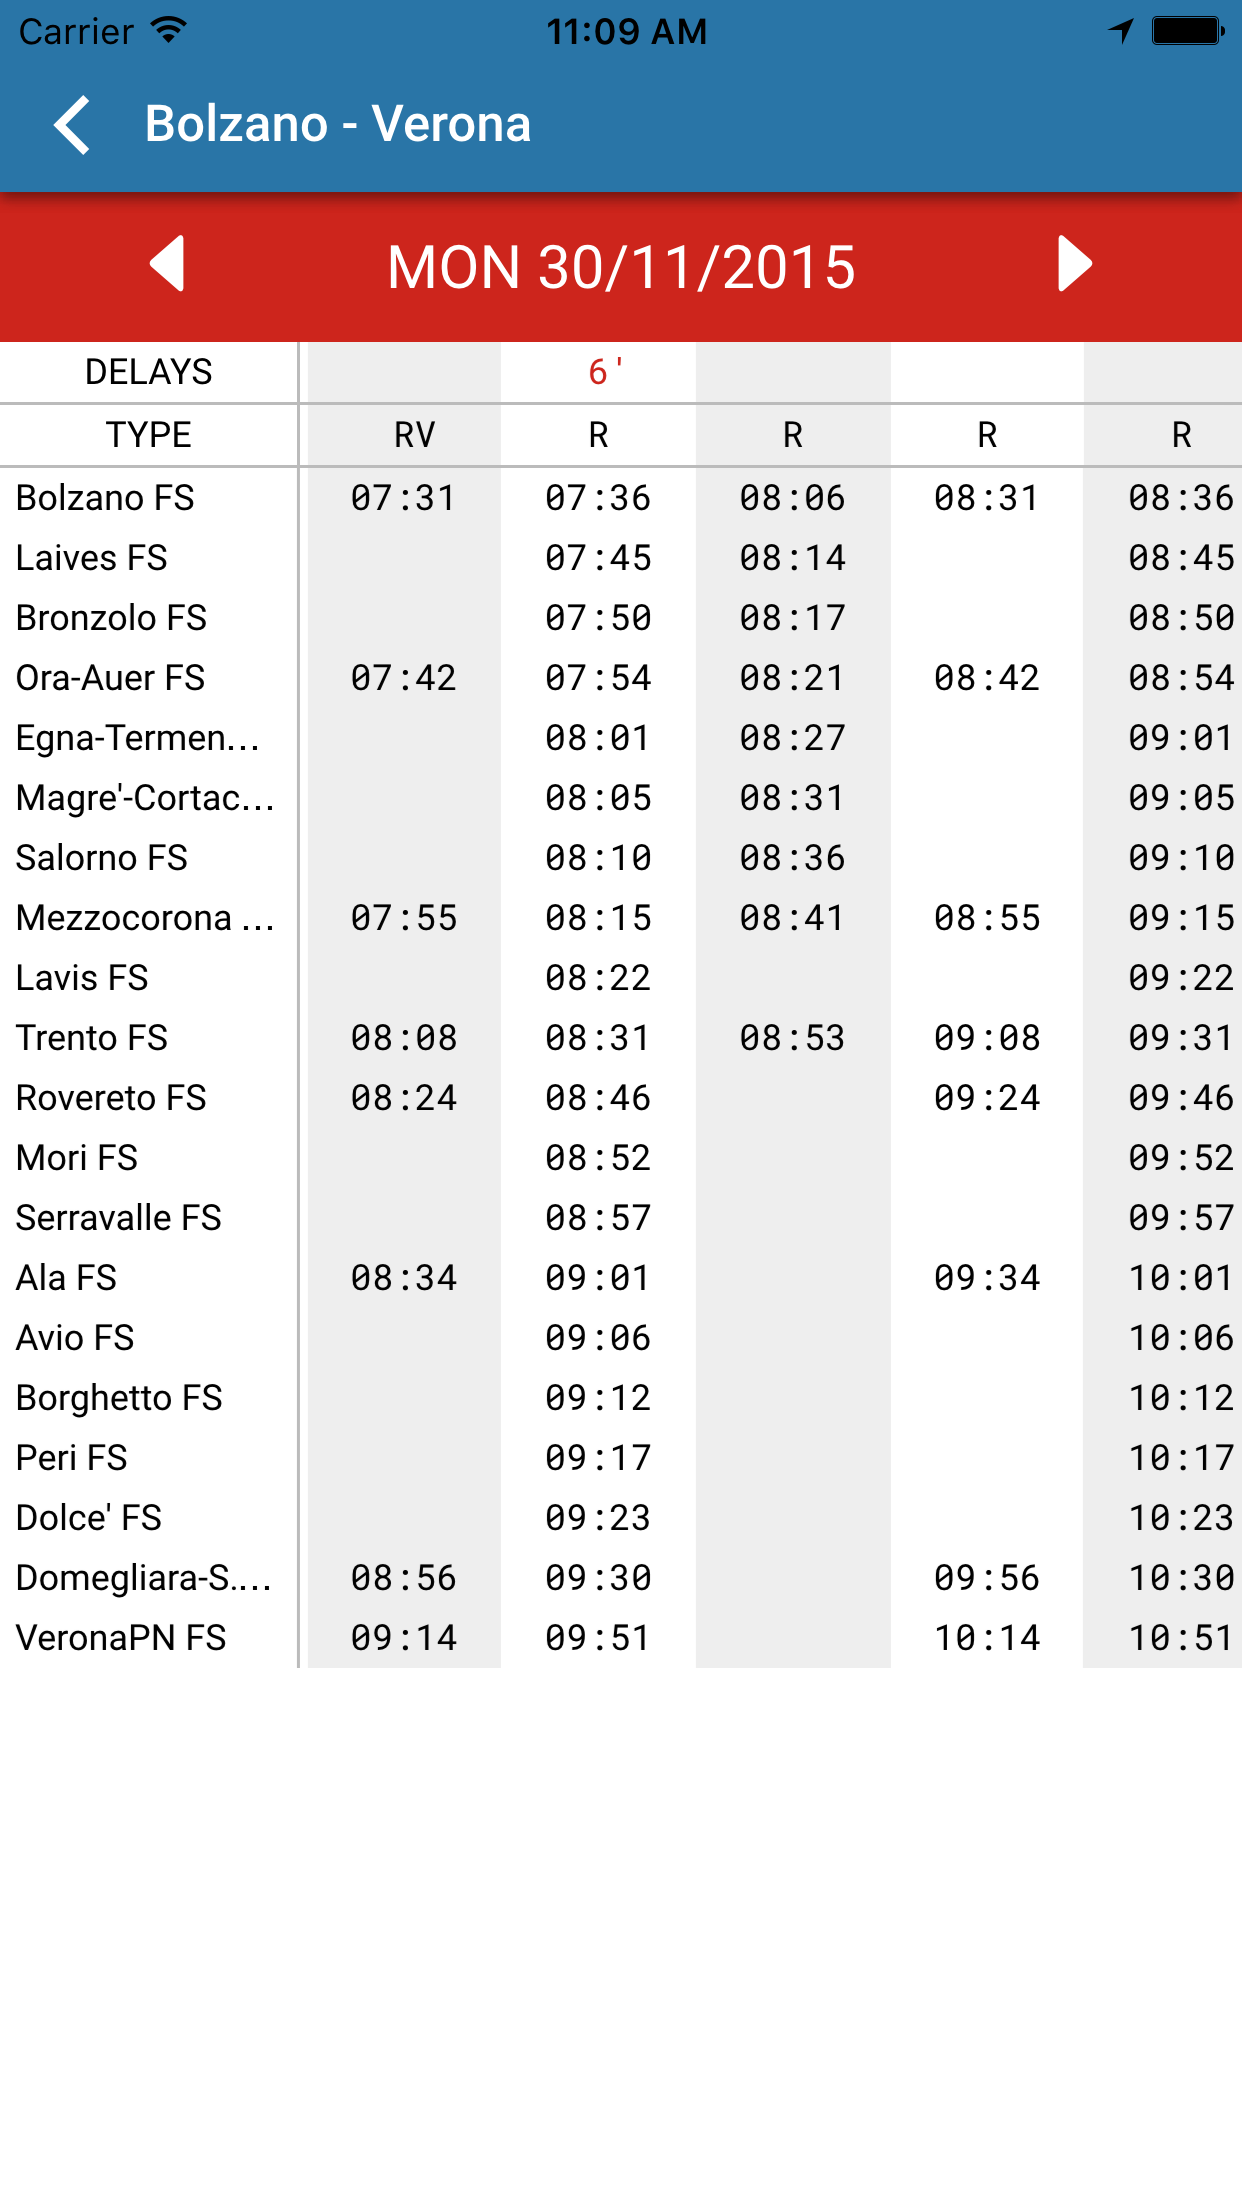 Carrier 11:09 AM
Bolzano - Verona
MON 30/11/2015
DELAYS 6'
TYPE RV R R R R
Bolzano FS 07:31 07:36 08:06 08:31 08:36
Laives FS 07:45 08:14 08:45
Bronzolo FS 07:50 08:17 08:50
Ora-Auer FS 07:42 07:54 08:21 08:42 08:54
Egna-Termen... 08:01 08:27 09:01
Magre'-Cortac... 08:05 08:31 09:05
Salorno FS 08:10 08:36 09:10
Mezzocorona ... 07:55 08:15 08:41 08:55 09:15
Lavis FS 08:22 09:22
Trento FS 08:08 08:31 08:53 09:08 09:31
Rovereto FS 08:24 08:46 09:24 09:46
Mori FS 08:52 09:52
Serravalle FS 08:57 09:57
Ala FS 08:34 09:01 09:34 10:01
Avio FS 09:06 10:06
Borghetto FS 09:12 10:12
Peri FS 09:17 10:17
Dolce' FS 09:23 10:23
Domegliara-S.... 08:56 09:30 09:56 10:30
VeronaPN FS 09:14 09:51 10:14 10:51